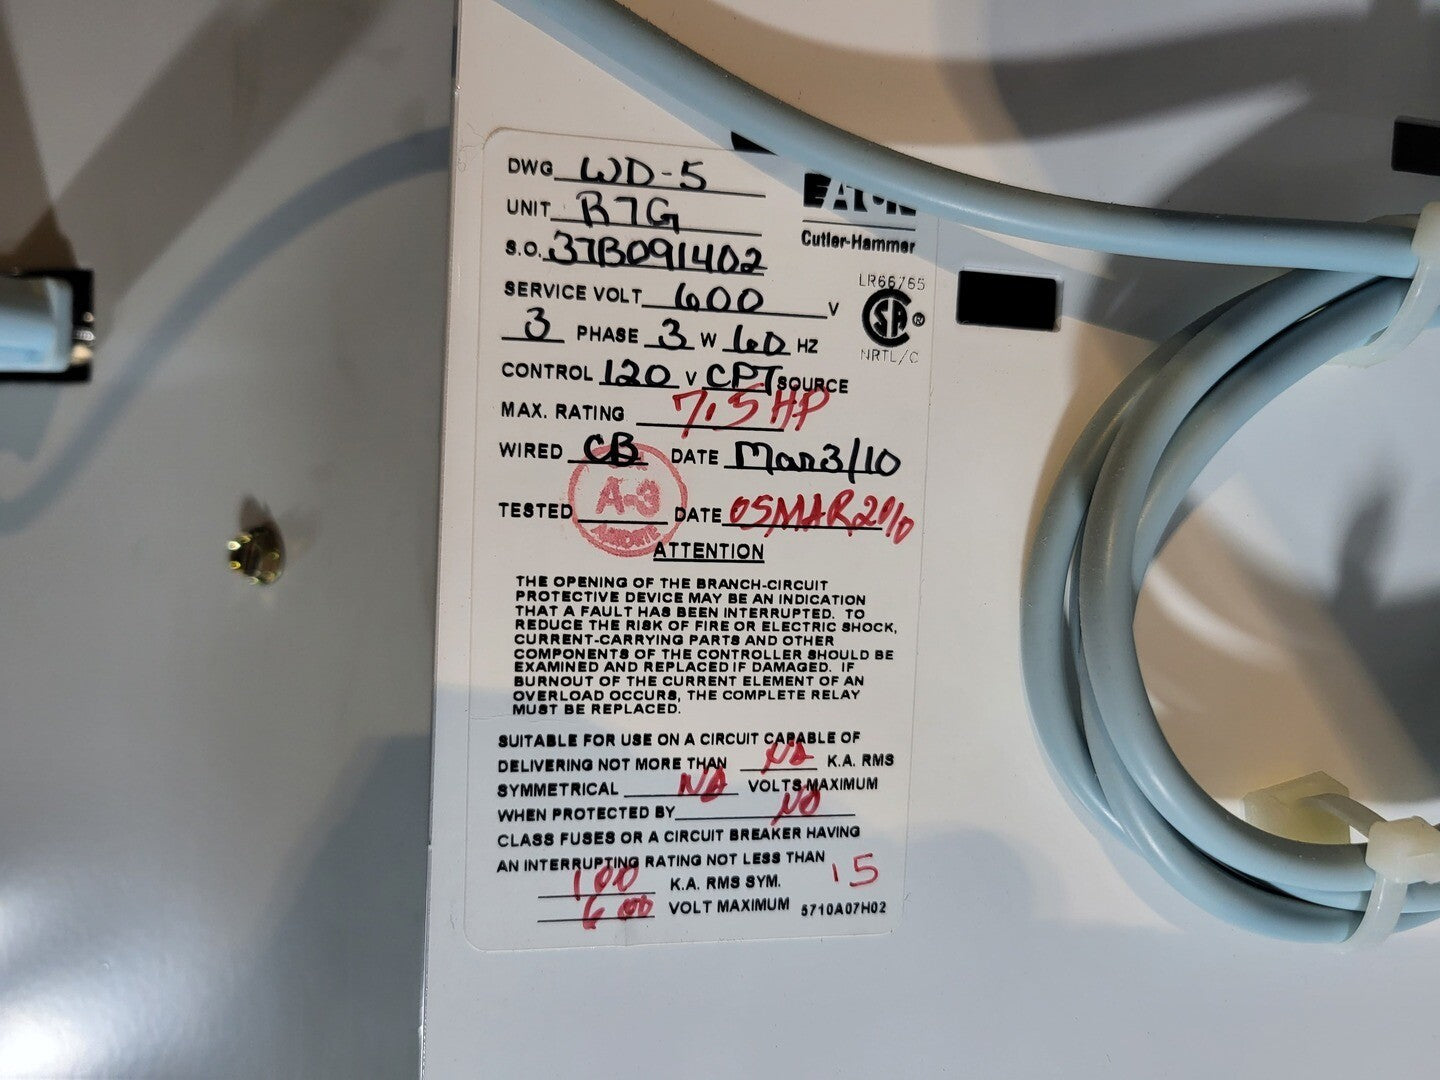 DWG WD-5
EATON
UNIT R7G
Cutler-Hammer
S.O. 37B091402
LR66765
SERVICE VOLT 600 V
SA ®
3 PHASE 3 W 60 HZ
NRTL/C
CONTROL 120 V CPT SOURCE
MAX. RATING 7.5 HP
WIRED CB DATE Mar 3/10
A-3
TESTED DATE 05MAR2010
ATTENTION
THE OPENING OF THE BRANCH-CIRCUIT
PROTECTIVE DEVICE MAY BE AN INDICATION
THAT A FAULT HAS BEEN INTERRUPTED. TO
REDUCE THE RISK OF FIRE OR ELECTRIC SHOCK,
CURRENT-CARRYING PARTS AND OTHER
COMPONENTS OF THE CONTROLLER SHOULD BE
EXAMINED AND REPLACED IF DAMAGED. IF
BURNOUT OF THE CURRENT ELEMENT OF AN
OVERLOAD OCCURS, THE COMPLETE RELAY
MUST BE REPLACED.
SUITABLE FOR USE ON A CIRCUIT CAPABLE OF
DELIVERING NOT MORE THAN NA K.A. RMS
SYMMETRICAL NA VOLTS MAXIMUM
WHEN PROTECTED BY NA
CLASS FUSES OR A CIRCUIT BREAKER HAVING
AN INTERRUPTING RATING NOT LESS THAN
100 K.A. RMS SYM. 15
600 VOLT MAXIMUM 5710A07H02